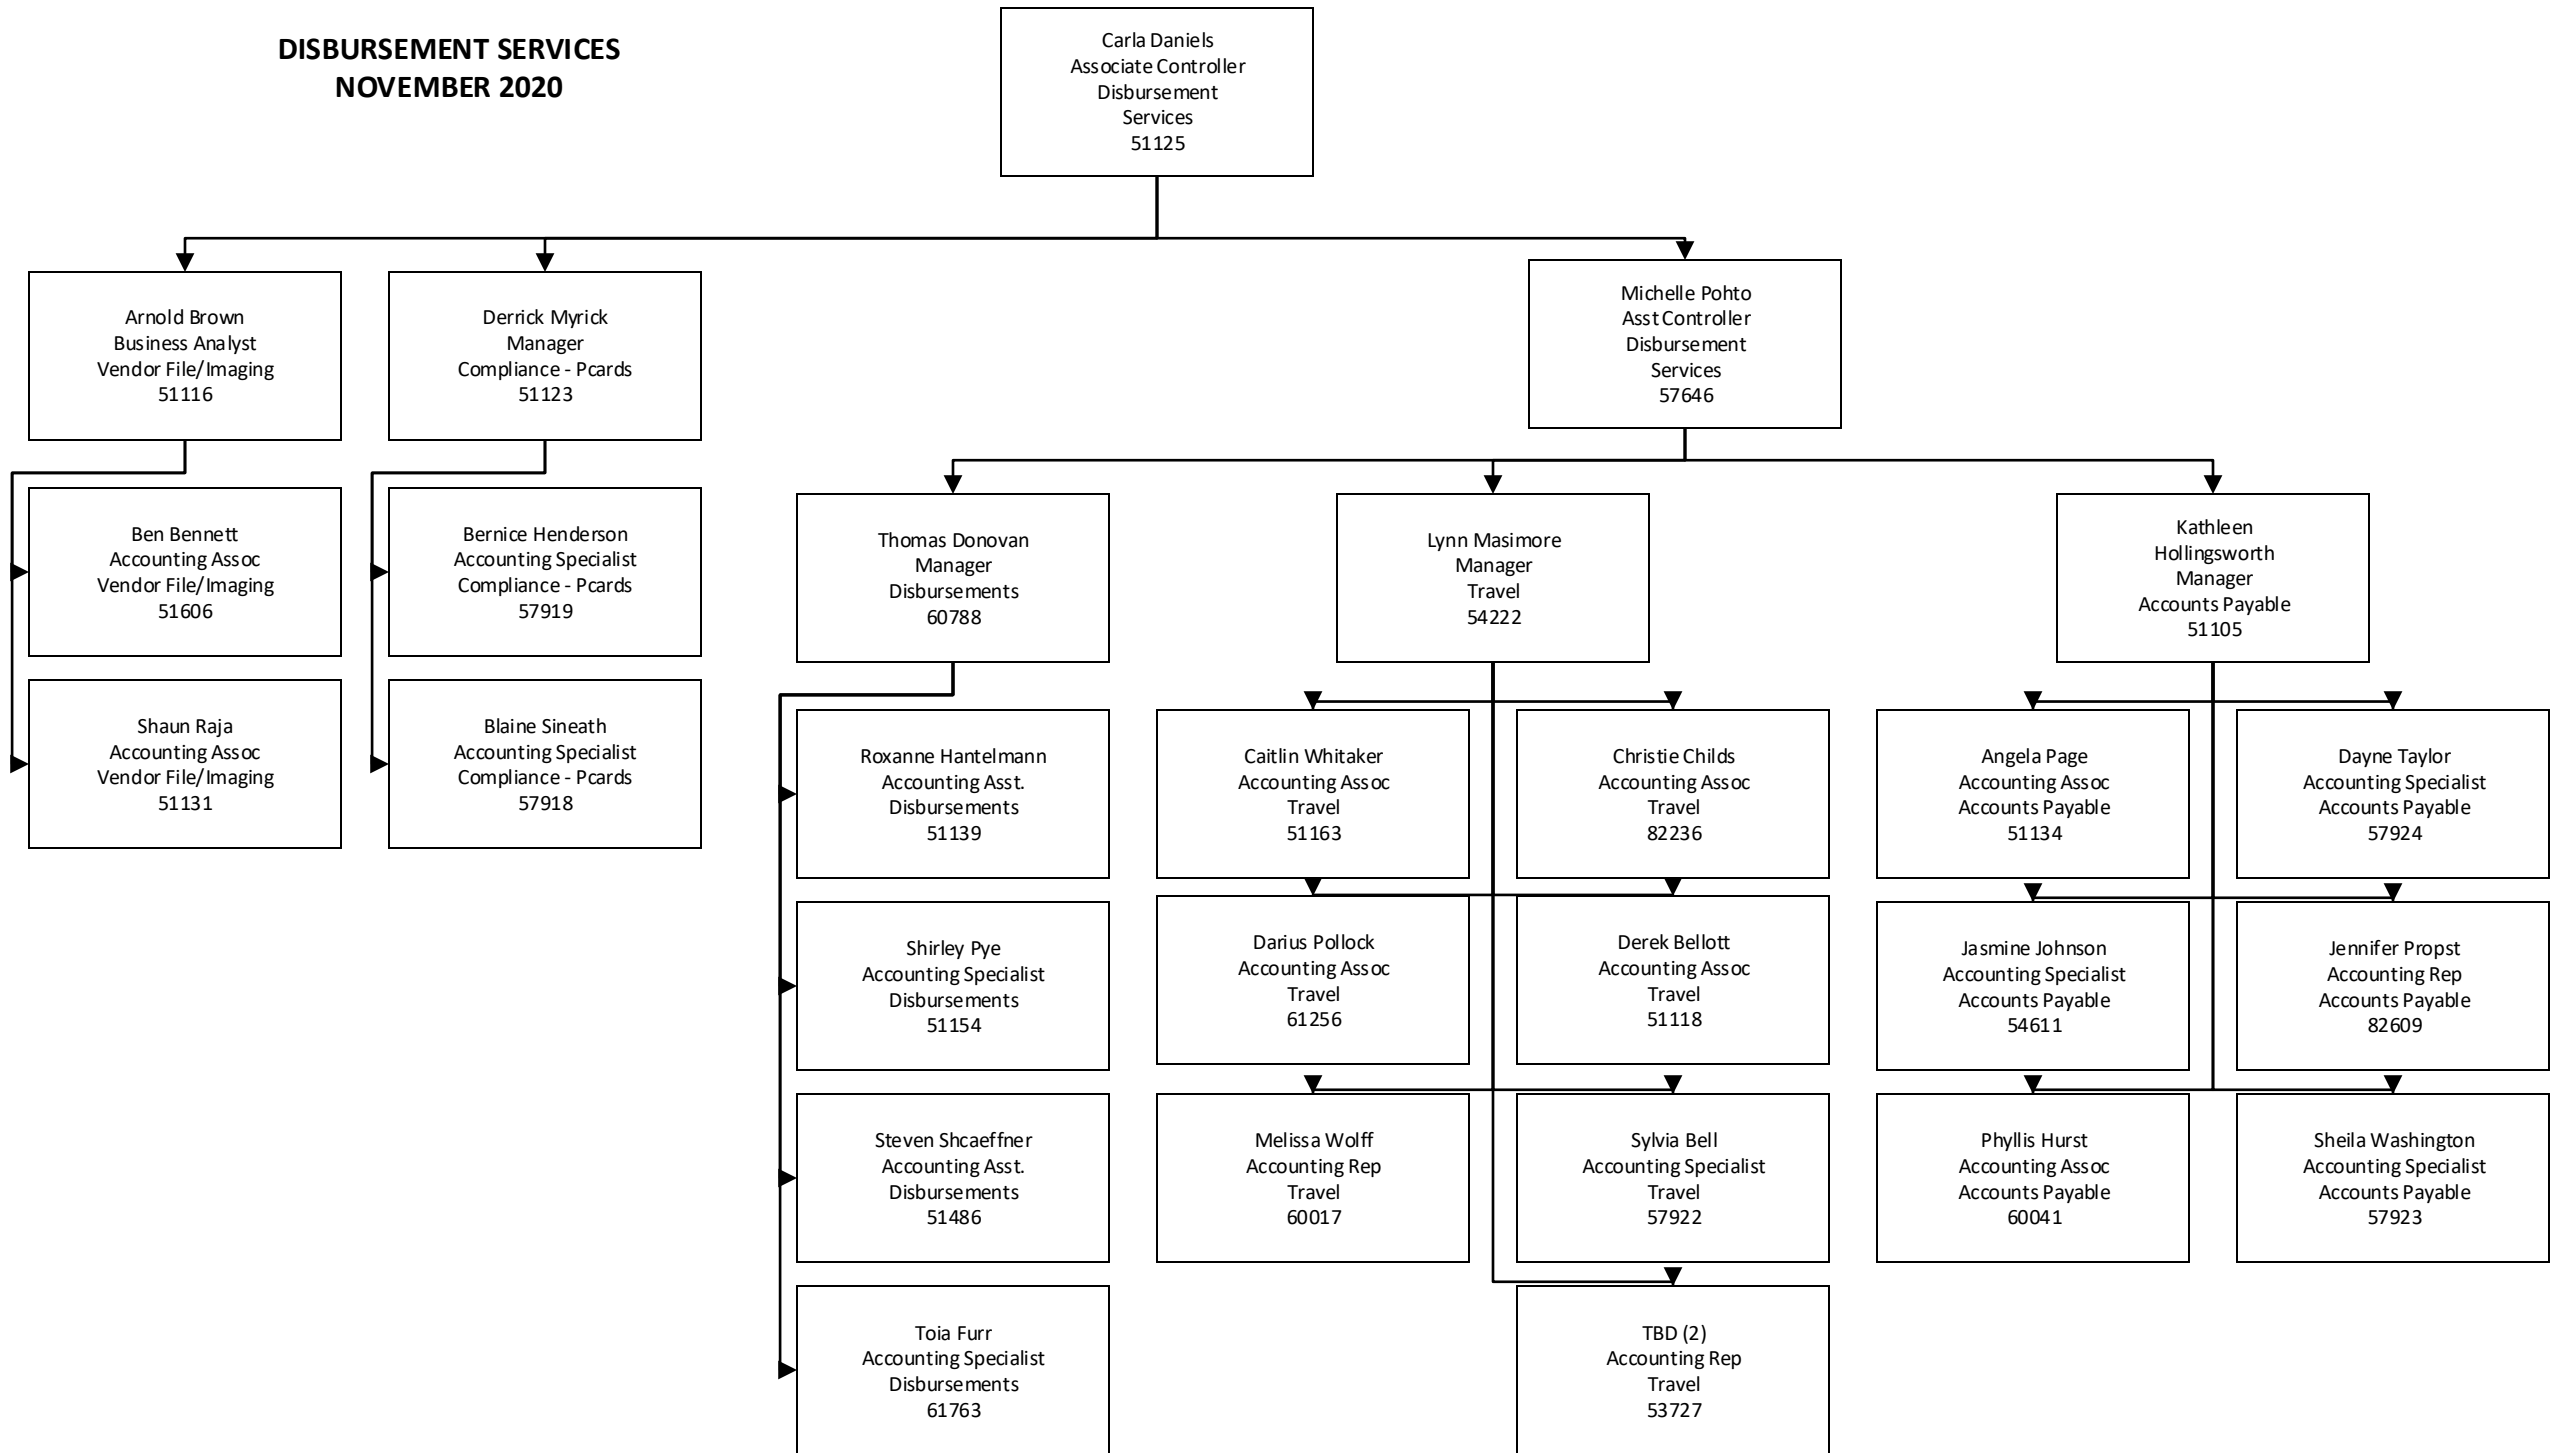 DISBURSEMENT SERVICES
NOVEMBER 2020
Carla Daniels
Associate Controller
Disbursement
Services
51125
Arnold Brown
Business Analyst
Vendor File/Imaging
51116
Derrick Myrick
Manager
Compliance - Pcards
51123
Michelle Pohto
Asst Controller
Disbursement
Services
57646
Ben Bennett
Accounting Assoc
Vendor File/Imaging
51606
Bernice Henderson
Accounting Specialist
Compliance - Pcards
57919
Thomas Donovan
Manager
Disbursements
60788
Lynn Masimore
Manager
Travel
54222
Kathleen
Hollingsworth
Manager
Accounts Payable
51105
Shaun Raja
Accounting Assoc
Vendor File/Imaging
51131
Blaine Sineath
Accounting Specialist
Compliance - Pcards
57918
Roxanne Hantelmann
Accounting Asst.
Disbursements
51139
Caitlin Whitaker
Accounting Assoc
Travel
51163
Christie Childs
Accounting Assoc
Travel
82236
Angela Page
Accounting Assoc
Accounts Payable
51134
Dayne Taylor
Accounting Specialist
Accounts Payable
57924
Shirley Pye
Accounting Specialist
Disbursements
51154
Darius Pollock
Accounting Assoc
Travel
61256
Derek Bellott
Accounting Assoc
Travel
51118
Jasmine Johnson
Accounting Specialist
Accounts Payable
54611
Jennifer Propst
Accounting Rep
Accounts Payable
82609
Steven Shcaeffner
Accounting Asst.
Disbursements
51486
Melissa Wolff
Accounting Rep
Travel
60017
Sylvia Bell
Accounting Specialist
Travel
57922
Phyllis Hurst
Accounting Assoc
Accounts Payable
60041
Sheila Washington
Accounting Specialist
Accounts Payable
57923
Toia Furr
Accounting Specialist
Disbursements
61763
TBD (2)
Accounting Rep
Travel
53727